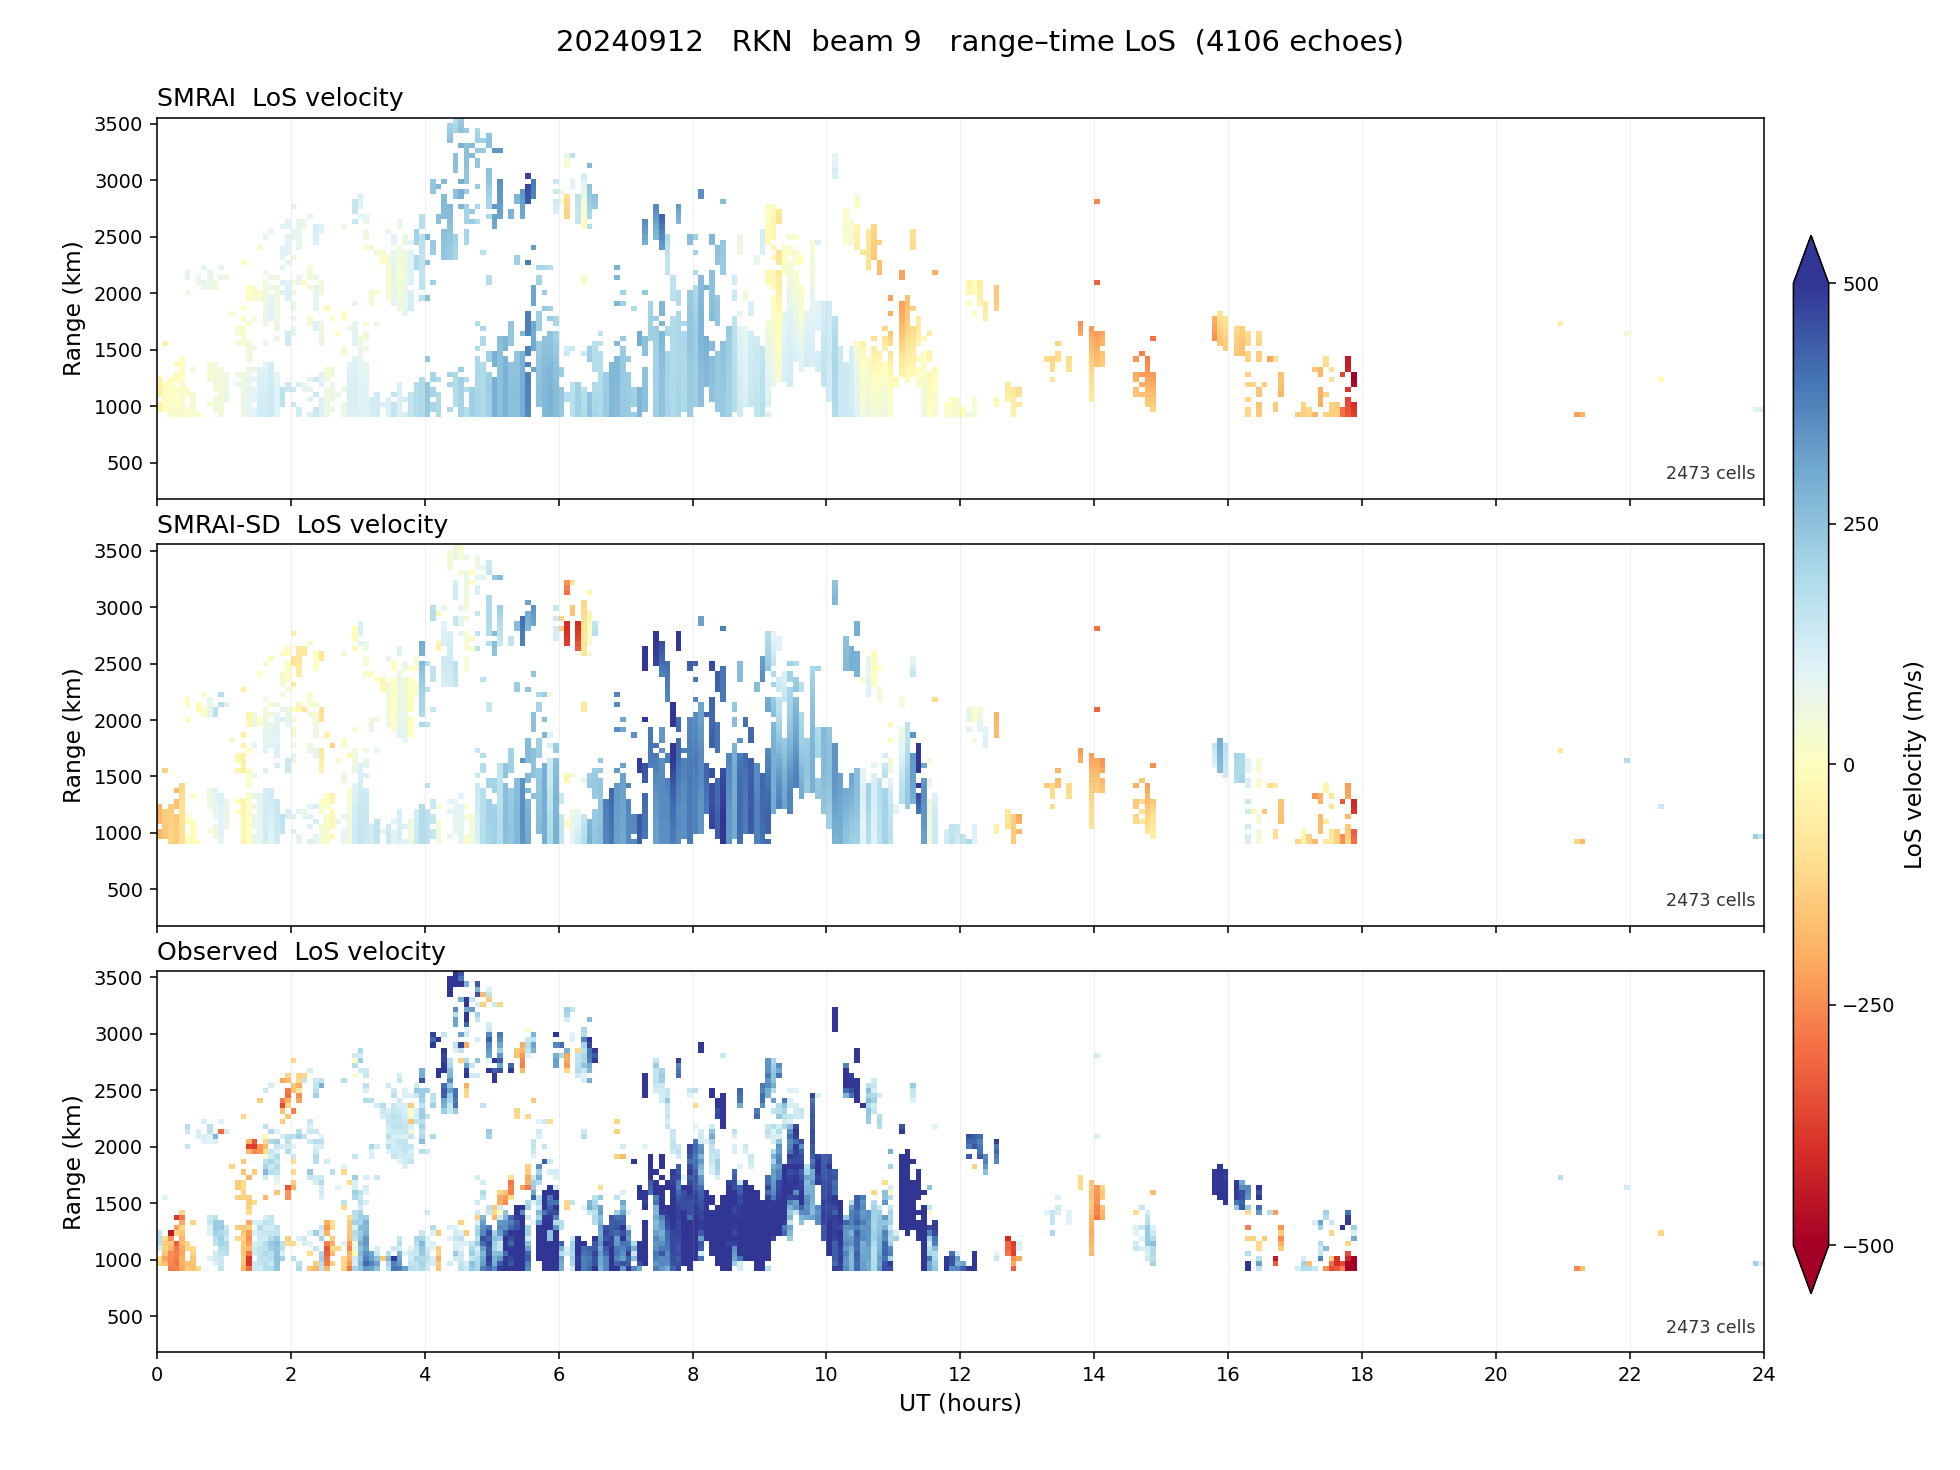 20240912   RKN  beam 9   range–time LoS  (4106 echoes)
SMRAI  LoS velocity
3500
3000
2500
2000
1500
1000
500
Range (km)
2473 cells
SMRAI-SD  LoS velocity
3500
3000
2500
2000
1500
1000
500
Range (km)
2473 cells
Observed  LoS velocity
3500
3000
2500
2000
1500
1000
500
Range (km)
2473 cells
0 2 4 6 8 10 12 14 16 18 20 22 24
UT (hours)
500
250
0
−250
−500
LoS velocity (m/s)